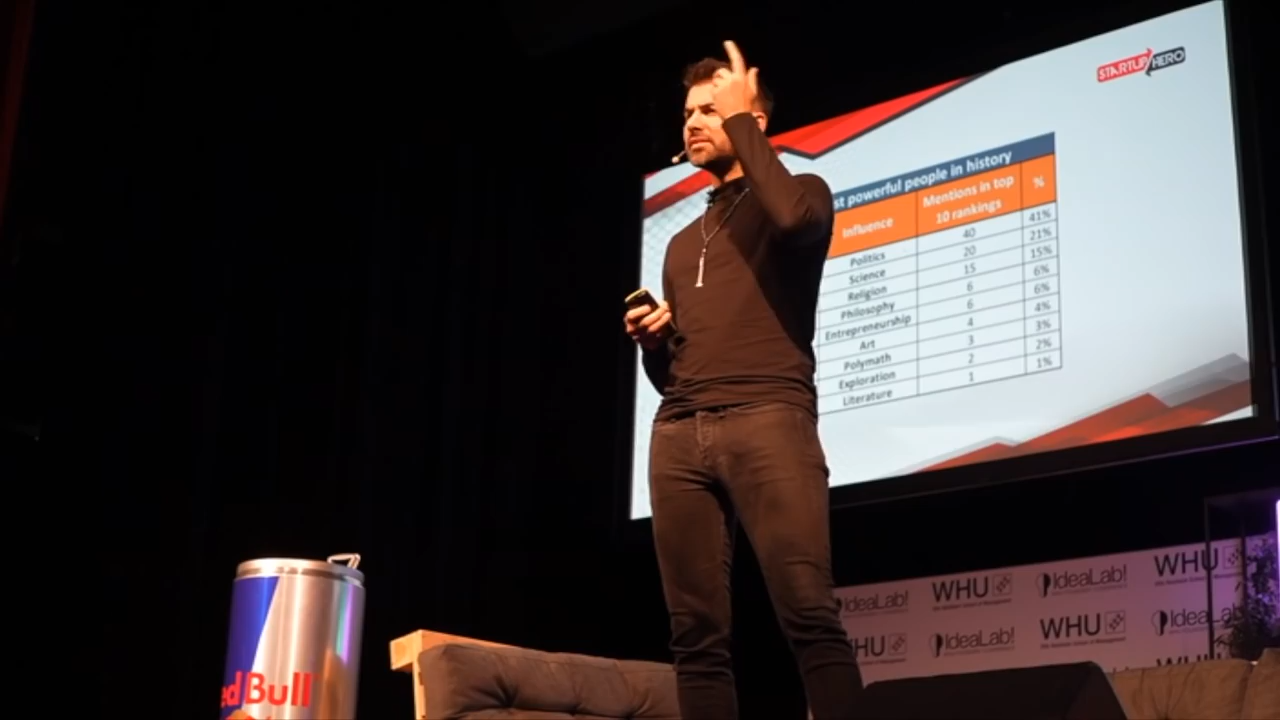 STARTUP HERO
st powerful people in history
Influence Mentions in top 10 rankings %
Politics 40 41%
Science 20 21%
Religion 15 15%
Philosophy 6 6%
Entrepreneurship 6 6%
Art 4 4%
Polymath 3 3%
Exploration 2 2%
Literature 1 1%
edBull
IdeaLab! WHU IdeaLab! WHU
HU IdeaLab! WHU IdeaLab
WHU